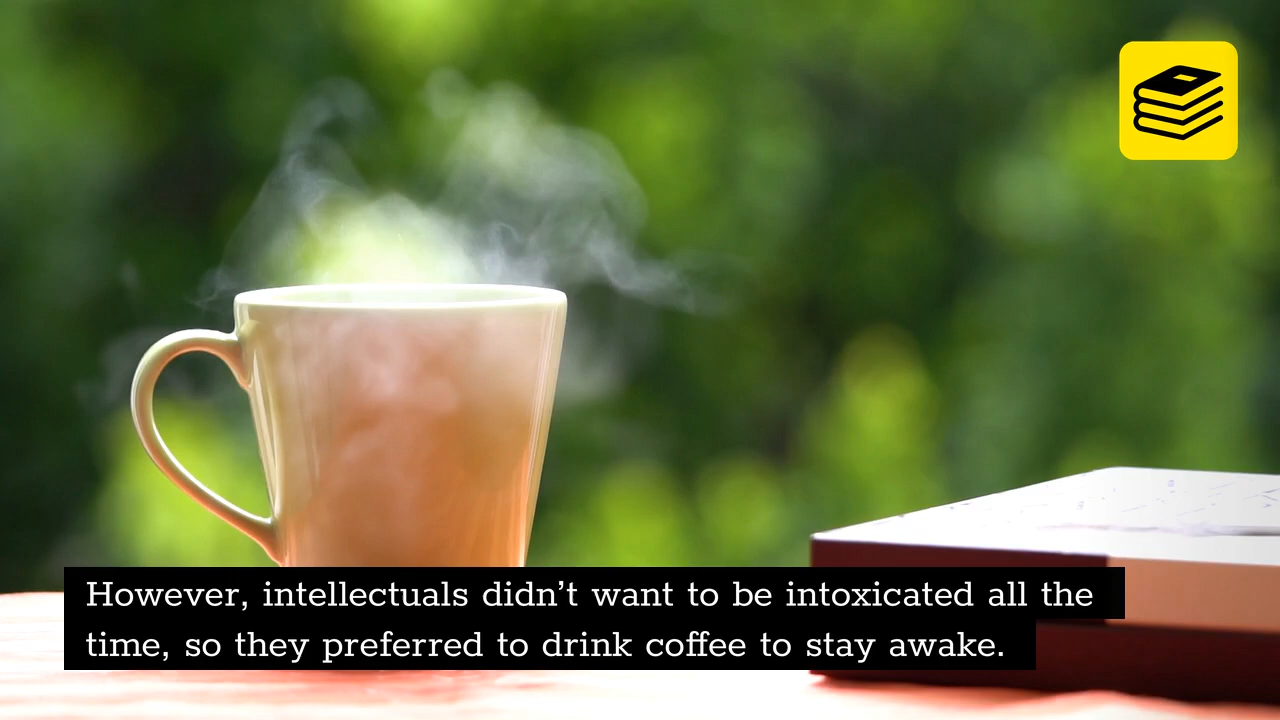 However, intellectuals didn’t want to be intoxicated all the
time, so they preferred to drink coffee to stay awake.